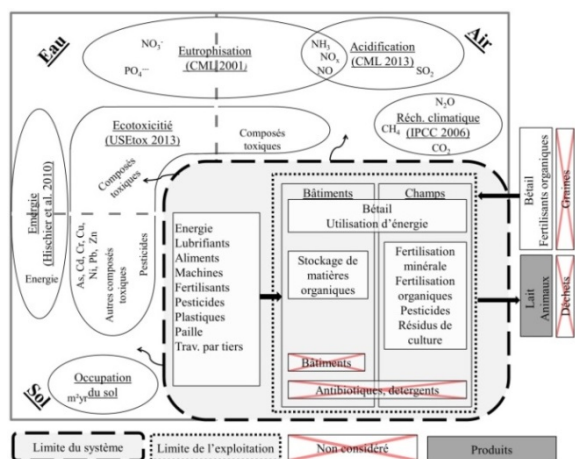 Eau
Air
NO₃⁻
PO₄⁻⁻⁻
Eutrophisation
(CML 2001)
NH₃
NOₓ
NO
Acidification
(CML 2013)
SO₂
Ecotoxicitié
(USEtox 2013)
Composés
toxiques
N₂O
Réch. climatique
CH₄
(IPCC 2006)
CO₂
Energie
(Hischier et al. 2010)
Energie
Composés
toxiques
As, Cd, Cr, Cu,
Ni, Pb, Zn
Autres composés
toxiques
Pesticides
Energie
Lubrifiants
Aliments
Machines
Fertilisants
Pesticides
Plastiques
Paille
Trav. par tiers
Bâtiments
Champs
Bétail
Utilisation d'énergie
Stockage de
matières
organiques
Fertilisation
minérale
Fertilisation
organiques
Pesticides
Résidus de
culture
Bâtiments
Antibiotiques, détergents
Bétail
Fertilisants organiques
Graines
Lait
Animaux
Déchets
Sol
Occupation
du sol
m²yr
Limite du système
Limite de l'exploitation
Non considéré
Produits